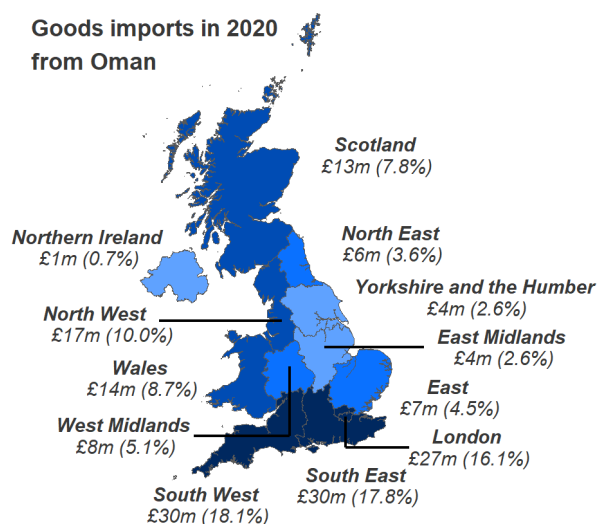 Goods imports in 2020
from Oman
Scotland
£13m (7.8%)
Northern Ireland
£1m (0.7%)
North East
£6m (3.6%)
Yorkshire and the Humber
£4m (2.6%)
North West
£17m (10.0%)
East Midlands
£4m (2.6%)
Wales
£14m (8.7%)
East
£7m (4.5%)
West Midlands
£8m (5.1%)
London
£27m (16.1%)
South East
£30m (17.8%)
South West
£30m (18.1%)